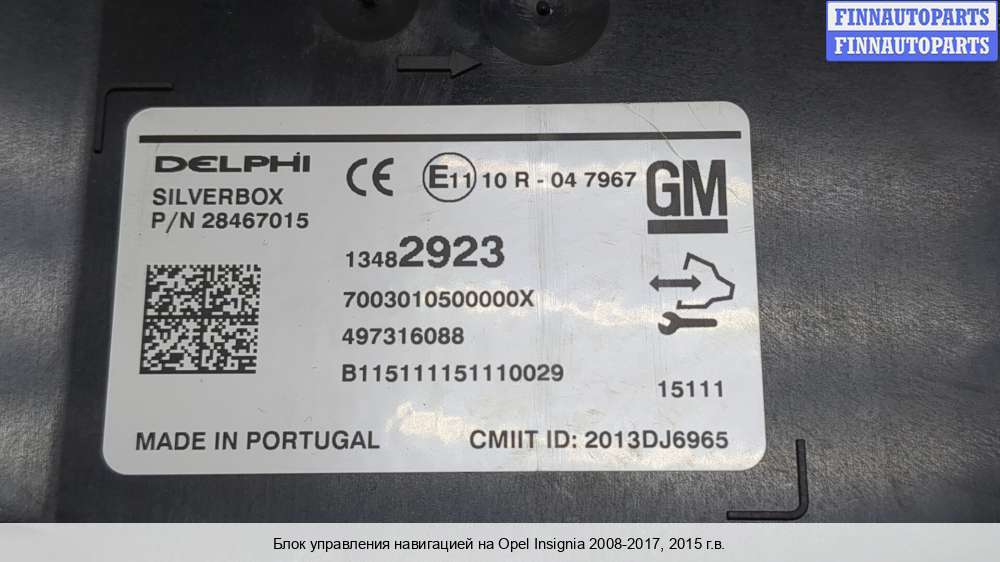 FINNAUTOPARTS
FINNAUTOPARTS
DELPHI
SILVERBOX
P/N 28467015
CE E11 10 R - 04 7967
GM
13482923
7003010500000X
497316088
B115111151110029
15111
MADE IN PORTUGAL
CMIIT ID: 2013DJ6965
Блок управления навигацией на Opel Insignia 2008-2017, 2015 г.в.